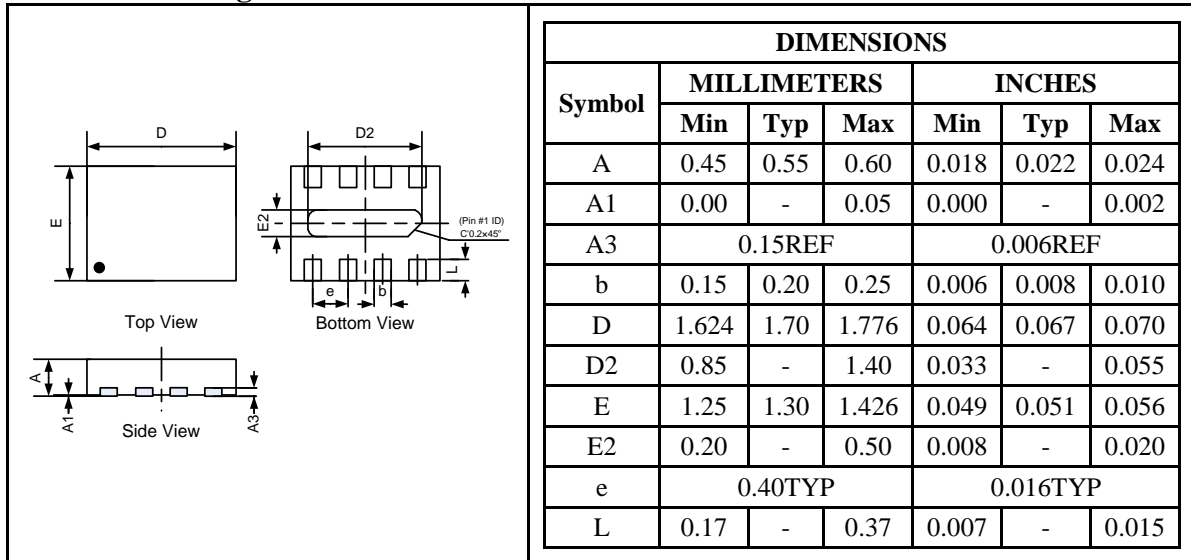 D
E
Top View
D2
E2
(Pin #1 ID)
C'0.2×45°
L
e
b
Bottom View
A
A1
A3
Side View
DIMENSIONS
Symbol MILLIMETERS INCHES
Min Typ Max Min Typ Max
A 0.45 0.55 0.60 0.018 0.022 0.024
A1 0.00 - 0.05 0.000 - 0.002
A3 0.15REF 0.006REF
b 0.15 0.20 0.25 0.006 0.008 0.010
D 1.624 1.70 1.776 0.064 0.067 0.070
D2 0.85 - 1.40 0.033 - 0.055
E 1.25 1.30 1.426 0.049 0.051 0.056
E2 0.20 - 0.50 0.008 - 0.020
e 0.40TYP 0.016TYP
L 0.17 - 0.37 0.007 - 0.015